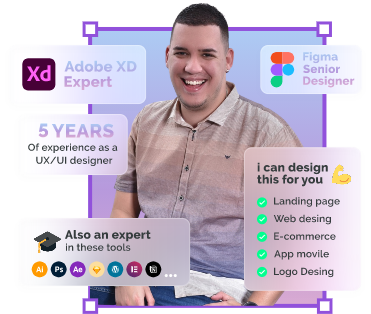 Xd
Adobe XD
Expert
Figma
Senior
Designer
5 YEARS
Of experience as a
UX/UI designer
i can design
this for you
Landing page
Web desing
E-commerce
App movile
Logo Desing
Also an expert
in these tools
Ai Ps Ae W E N ...